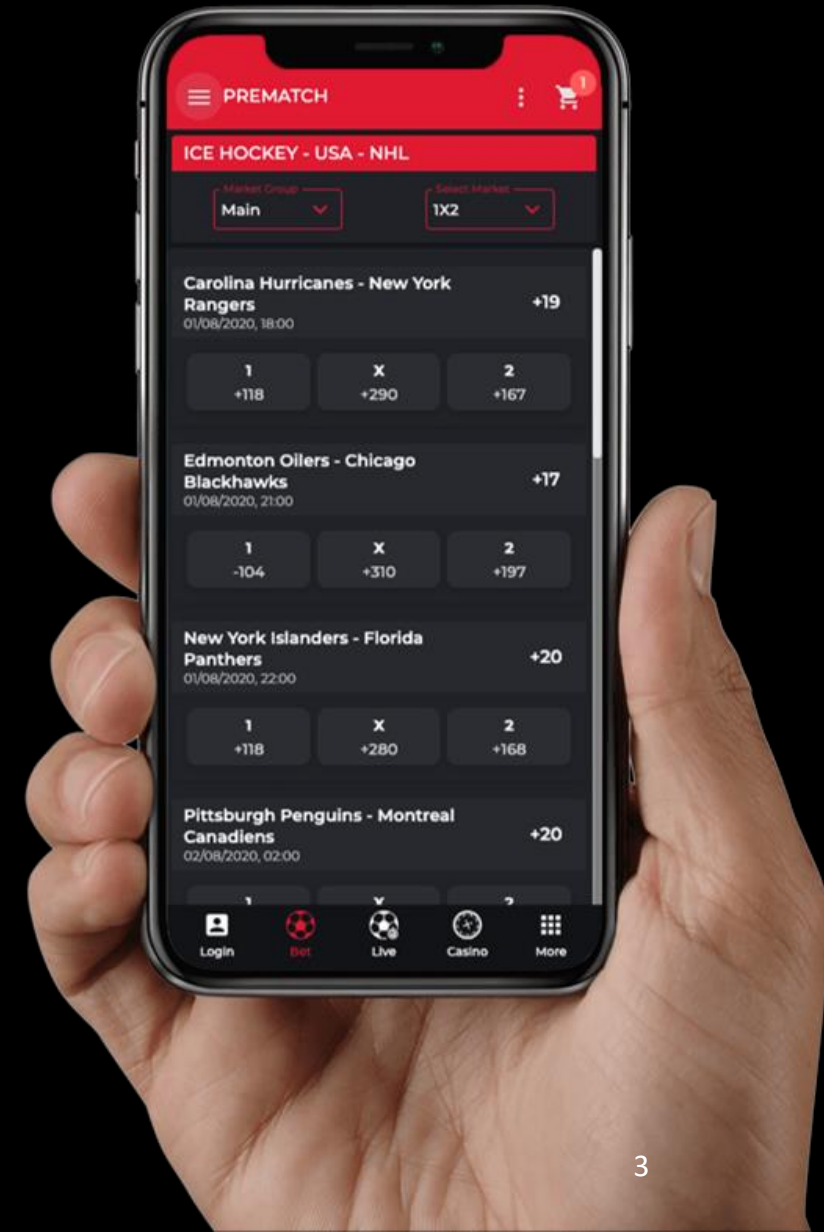 PREMATCH
1
ICE HOCKEY - USA - NHL
Market Group
Select Market
Main
1X2
Carolina Hurricanes - New York
Rangers
+19
01/08/2020, 18:00
1 X 2
+118 +290 +167
Edmonton Oilers - Chicago
Blackhawks
+17
01/08/2020, 21:00
1 X 2
-104 +310 +197
New York Islanders - Florida
Panthers
+20
01/08/2020, 22:00
1 X 2
+118 +280 +168
Pittsburgh Penguins - Montreal
Canadiens
+20
02/08/2020, 02:00
1 X 2
Login Bet Live Casino More
3